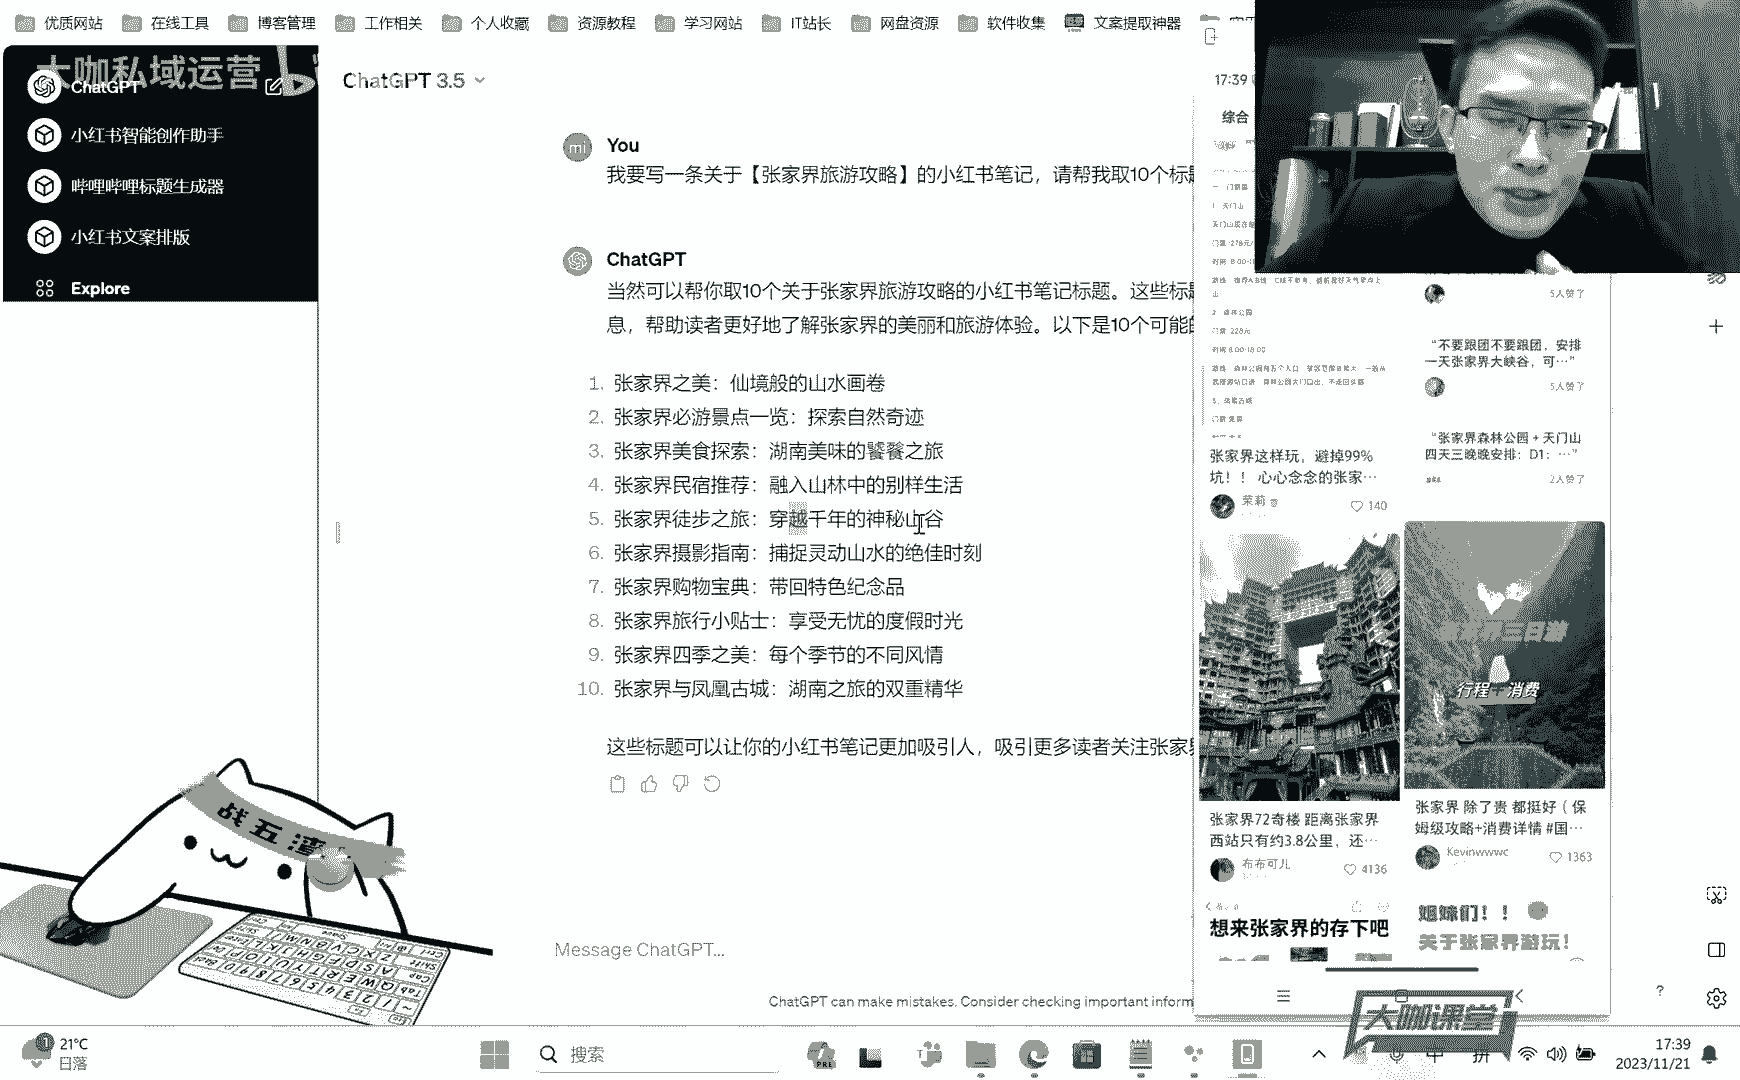 优质网站
在线工具
博客管理
工作相关
个人收藏
资源教程
学习网站
IT站长
网盘资源
软件收集
文案提取神器
大咖私域运营
ChatGPT
小红书智能创作助手
哔哩哔哩标题生成器
小红书文案排版
Explore
ChatGPT 3.5
You
我要写一条关于【张家界旅游攻略】的小红书笔记，请帮我取10个标题
ChatGPT
当然可以帮你取10个关于张家界旅游攻略的小红书笔记标题。这些标题
息，帮助读者更好地了解张家界的美丽和旅游体验。以下是10个可能的
1. 张家界之美：仙境般的山水画卷
2. 张家界必游景点一览：探索自然奇迹
3. 张家界美食探索：湖南美味的饕餮之旅
4. 张家界民宿推荐：融入山林中的别样生活
5. 张家界徒步之旅：穿越千年的神秘山谷
6. 张家界摄影指南：捕捉灵动山水的绝佳时刻
7. 张家界购物宝典：带回特色纪念品
8. 张家界旅行小贴士：享受无忧的度假时光
9. 张家界四季之美：每个季节的不同风情
10. 张家界与凤凰古城：湖南之旅的双重精华
这些标题可以让你的小红书笔记更加吸引人，吸引更多读者关注张家界
Message ChatGPT...
ChatGPT can make mistakes. Consider checking important inform
17:39
综合
5人赞了
“不要跟团不要跟团，安排
一天张家界大峡谷，可…”
5人赞了
“张家界森林公园+天门山
四天三晚晚安排：D1：…”
2人赞了
张家界这样玩，避掉99%
坑！！ 心心念念的张家…
茉莉
140
行程 消费
张家界72奇楼 距离张家界
西站只有约3.8公里，还…
布布可儿
4136
张家界 除了贵 都挺好（保
姆级攻略+消费详情 #国…
Kevinwwwc
1363
想来张家界的存下吧
姐妹们！！
关于张家界游玩！
战五渣
大咖课堂
21°C
日落
搜索
中
拼
17:39
2023/11/21